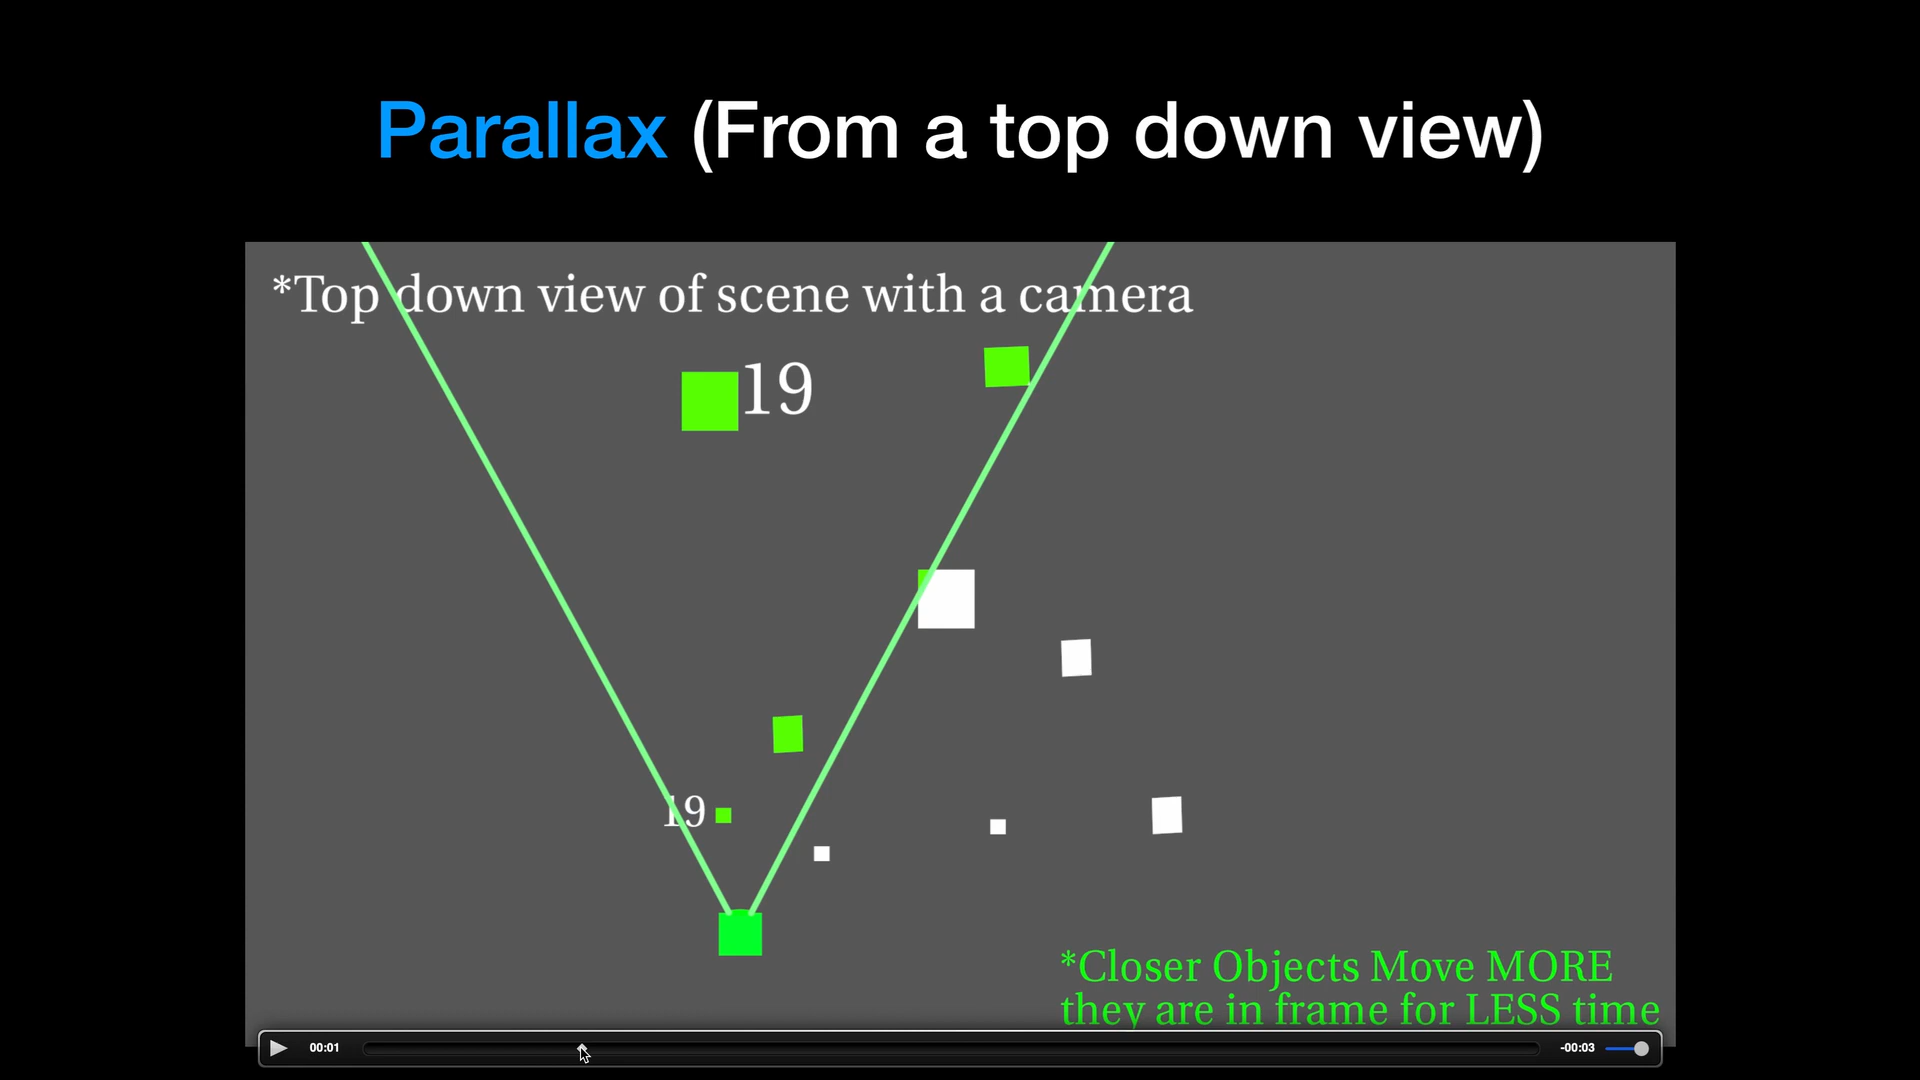 Parallax (From a top down view)
*Top down view of scene with a camera
19
19
*Closer Objects Move MORE
they are in frame for LESS time
00:01
-00:03